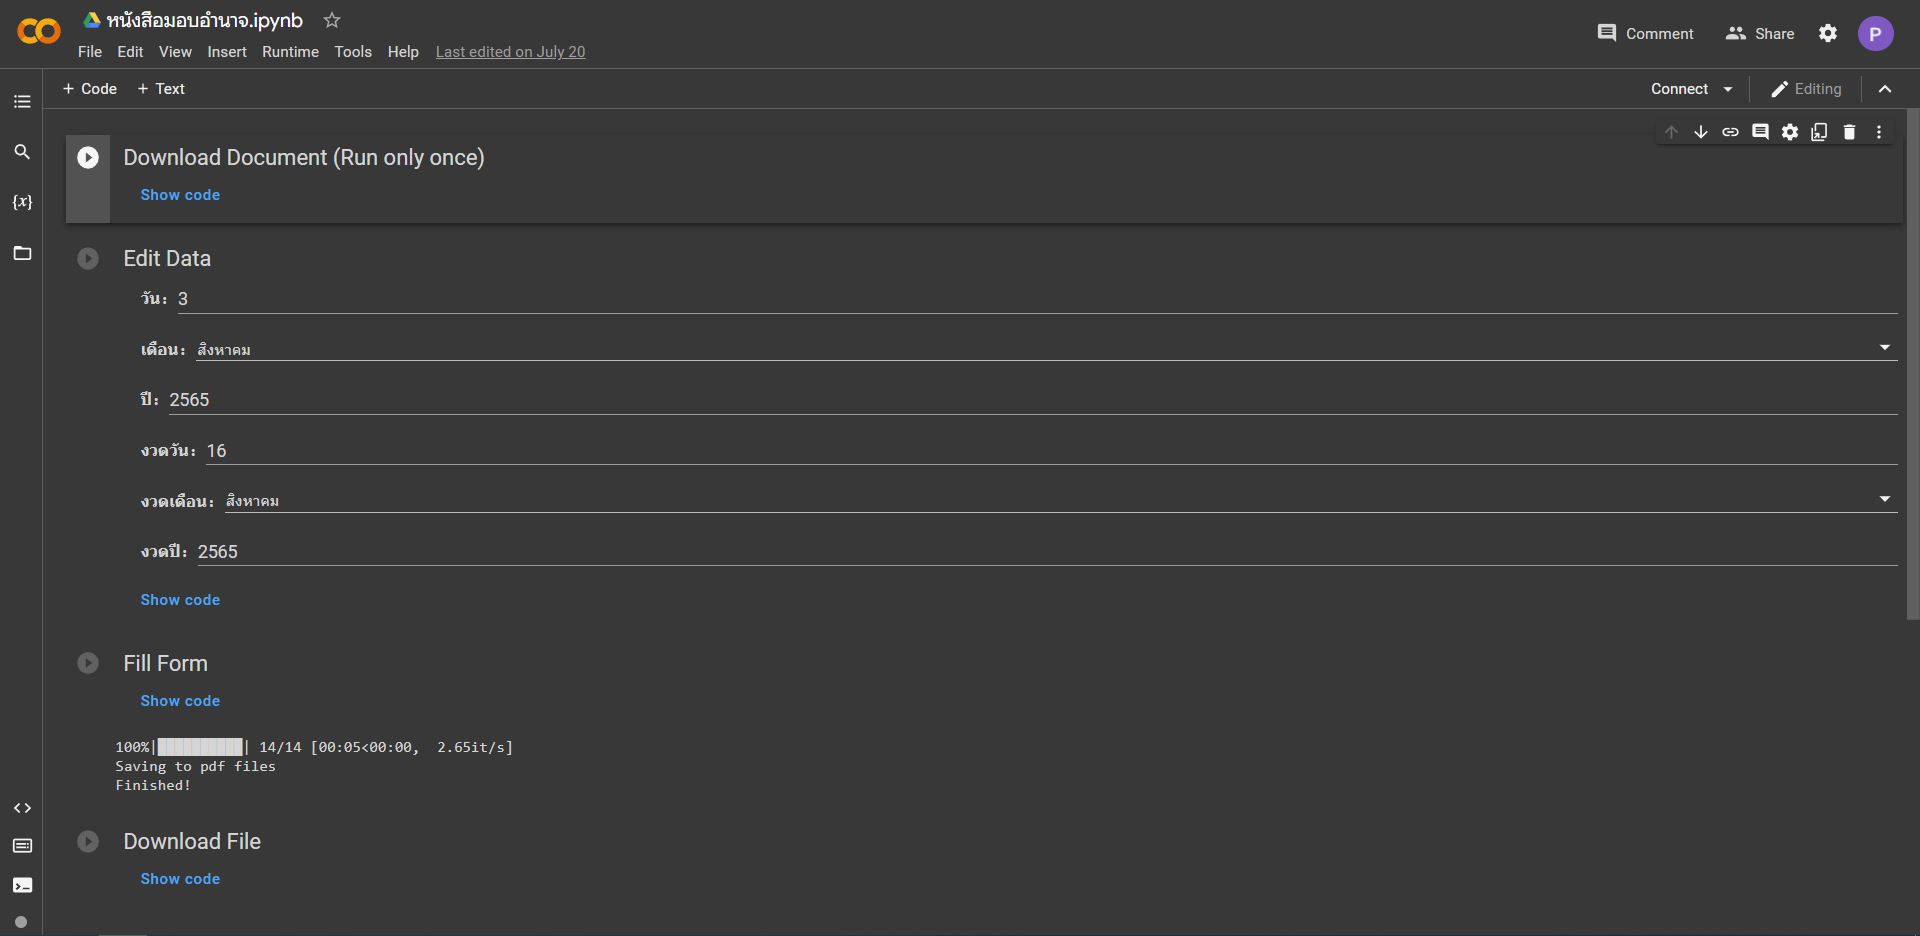 หนังสือมอบอำนาจ.ipynb
File Edit View Insert Runtime Tools Help Last edited on July 20
Comment Share P
+ Code + Text
Connect Editing
{x}
Download Document (Run only once)
Show code
Edit Data
วัน: 3
เดือน: สิงหาคม
ปี: 2565
งวดวัน: 16
งวดเดือน: สิงหาคม
งวดปี: 2565
Show code
Fill Form
Show code
100%|██████████| 14/14 [00:05<00:00, 2.65it/s]
Saving to pdf files
Finished!
Download File
Show code